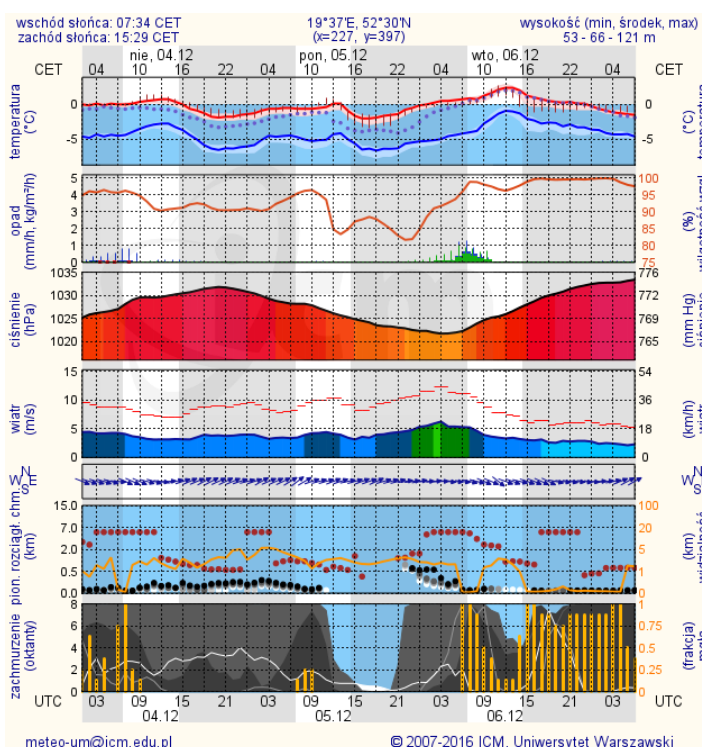 wschód słońca: 07:34 CET 19°37'E, 52°30'N wysokość (min, środek, max)
zachód słońca: 15:29 CET (x=227, y=397) 53 - 66 - 121 m
nie, 04.12 pon, 05.12 wto, 06.12
CET 04 10 16 22 04 10 16 22 04 10 16 22 04 CET
temperatura (°C)
0
-5
temperatura (°C)
0
-5
opad (mm/h, kg/m²/h)
5
4
3
2
1
0
100
95
90
85
80
75
(%)
ciśnienie (hPa)
1035
1030
1025
1020
776
772
769
765
(mm Hg)
ciśnienie
wiatr (m/s)
15
10
5
0
54
36
18
0
(km/h)
wiatr
N
W E
S
N
W
S
pion. rozciągł. chm. (km)
15.0
7.0
2.0
0.5
0.0
100
20
5
1
0
(km)
widzialność
zachmurzenie (oktanty)
8
6
4
2
0
1
0.75
0.5
0.25
0
(frakcja)
UTC 03 09 15 21 03 09 15 21 03 09 15 21 03 UTC
04.12 05.12 06.12
meteo-um@icm.edu.pl © 2007-2016 ICM, Uniwersytet Warszawski